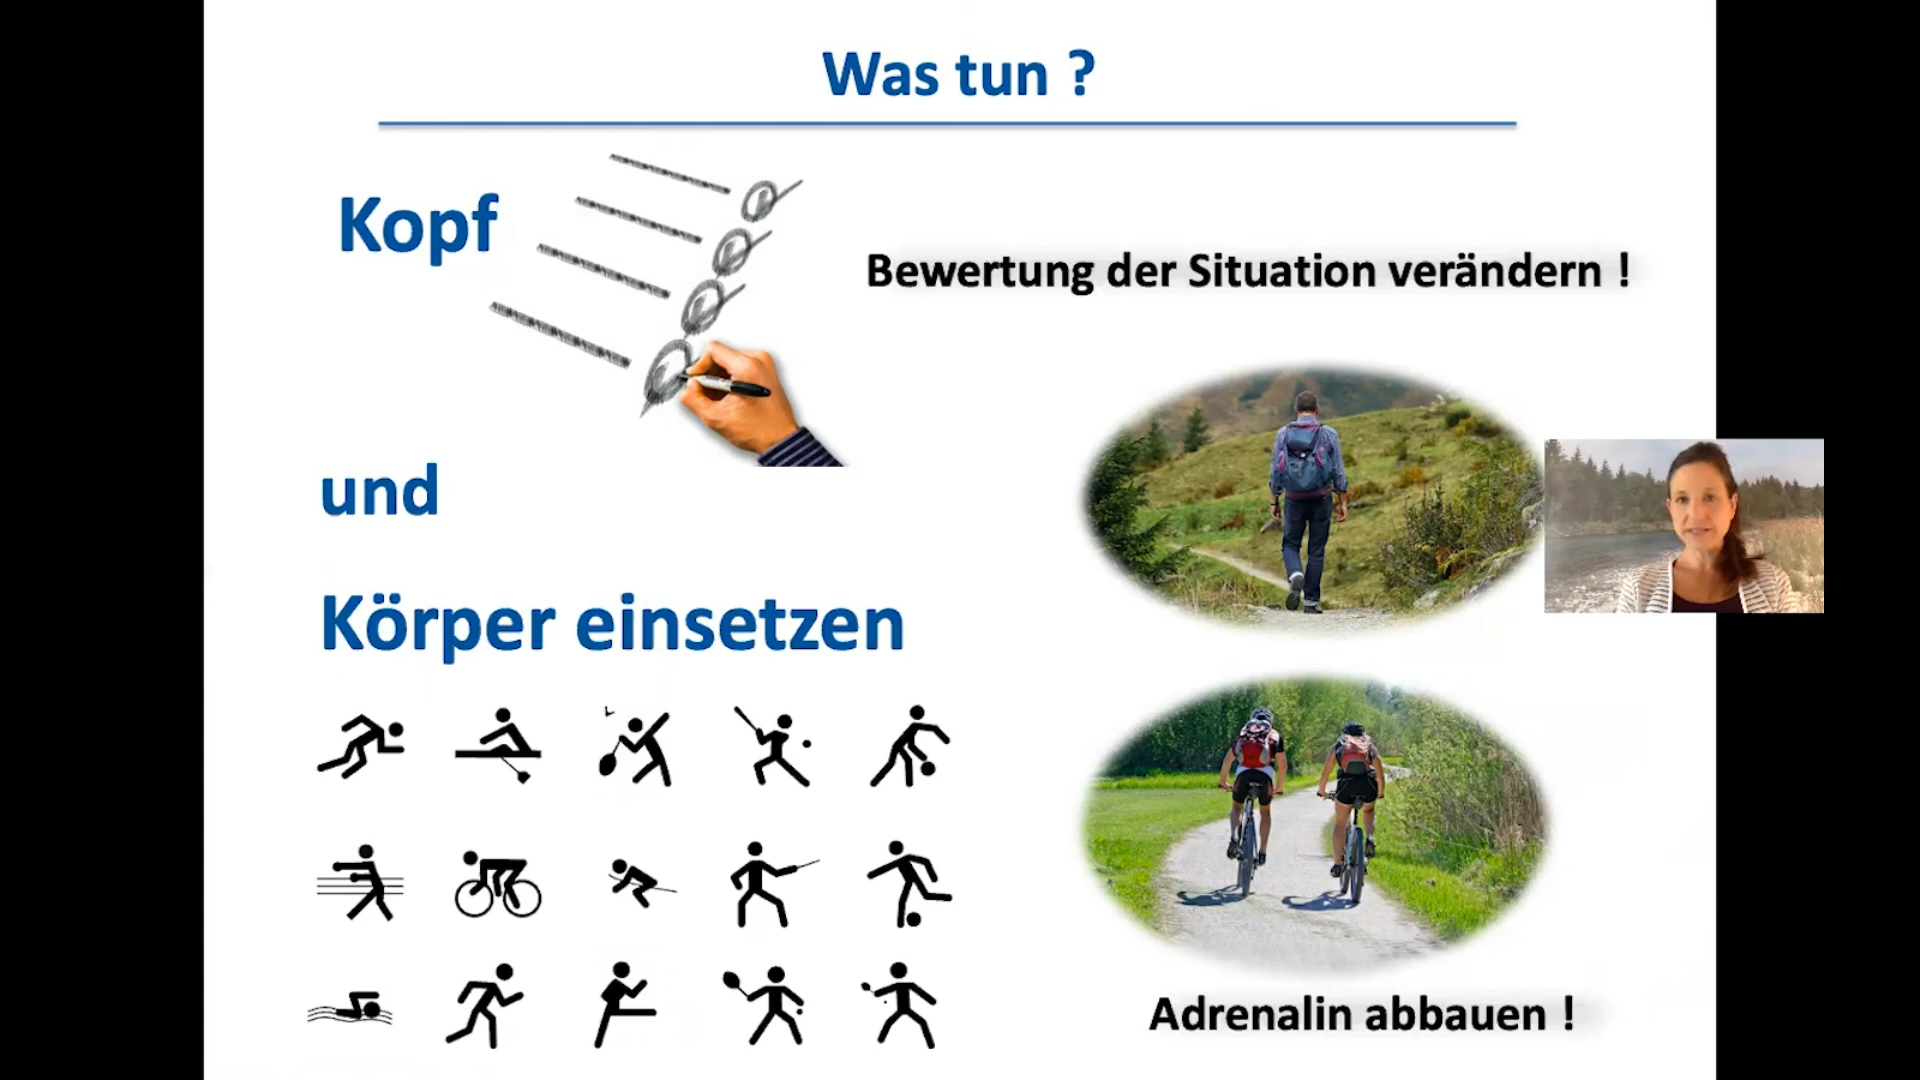 Was tun ?
Kopf
Bewertung der Situation verändern !
und
Körper einsetzen
Adrenalin abbauen !